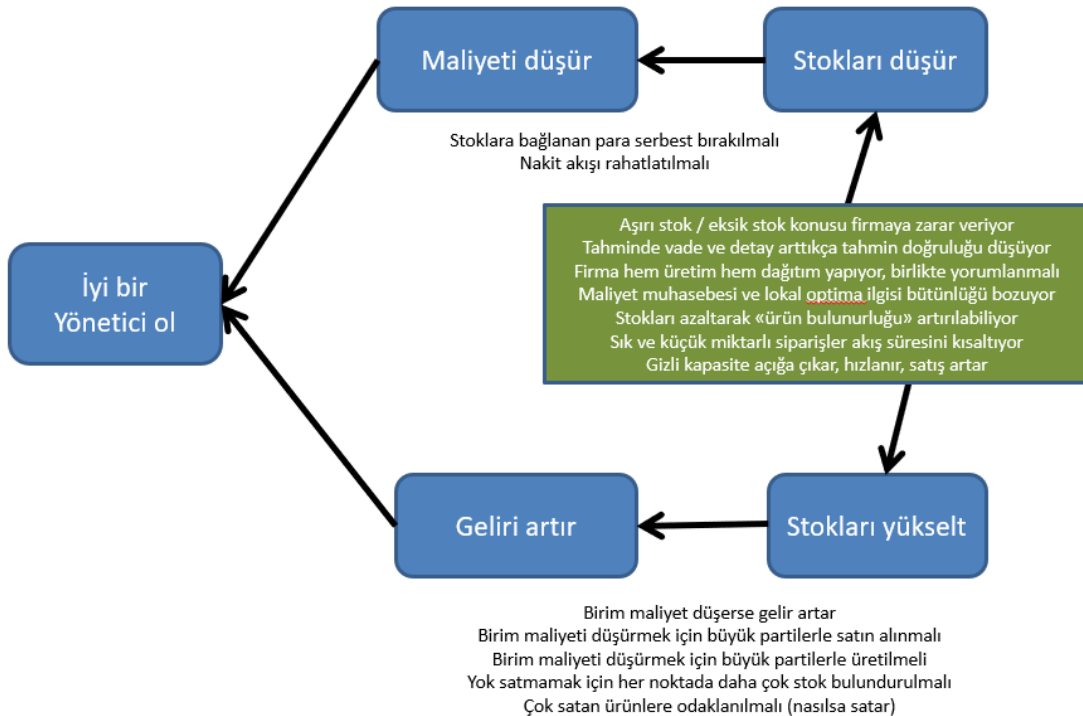 Maliyeti düşür
Stokları düşür
Stoklara bağlanan para serbest bırakılmalı
Nakit akışı rahatlatılmalı
İyi bir
Yönetici ol
Aşırı stok / eksik stok konusu firmaya zarar veriyor
Tahminde vade ve detay arttıkça tahmin doğruluğu düşüyor
Firma hem üretim hem dağıtım yapıyor, birlikte yorumlanmalı
Maliyet muhasebesi ve lokal optima ilgisi bütünlüğü bozuyor
Stokları azaltarak «ürün bulunurluğu» artırılabiliyor
Sık ve küçük miktarlı siparişler akış süresini kısaltıyor
Gizli kapasite açığa çıkar, hızlanır, satış artar
Geliri artır
Stokları yükselt
Birim maliyet düşerse gelir artar
Birim maliyeti düşürmek için büyük partilerle satın alınmalı
Birim maliyeti düşürmek için büyük partilerle üretilmeli
Yok satmamak için her noktada daha çok stok bulundurulmalı
Çok satan ürünlere odaklanılmalı (nasılsa satar)